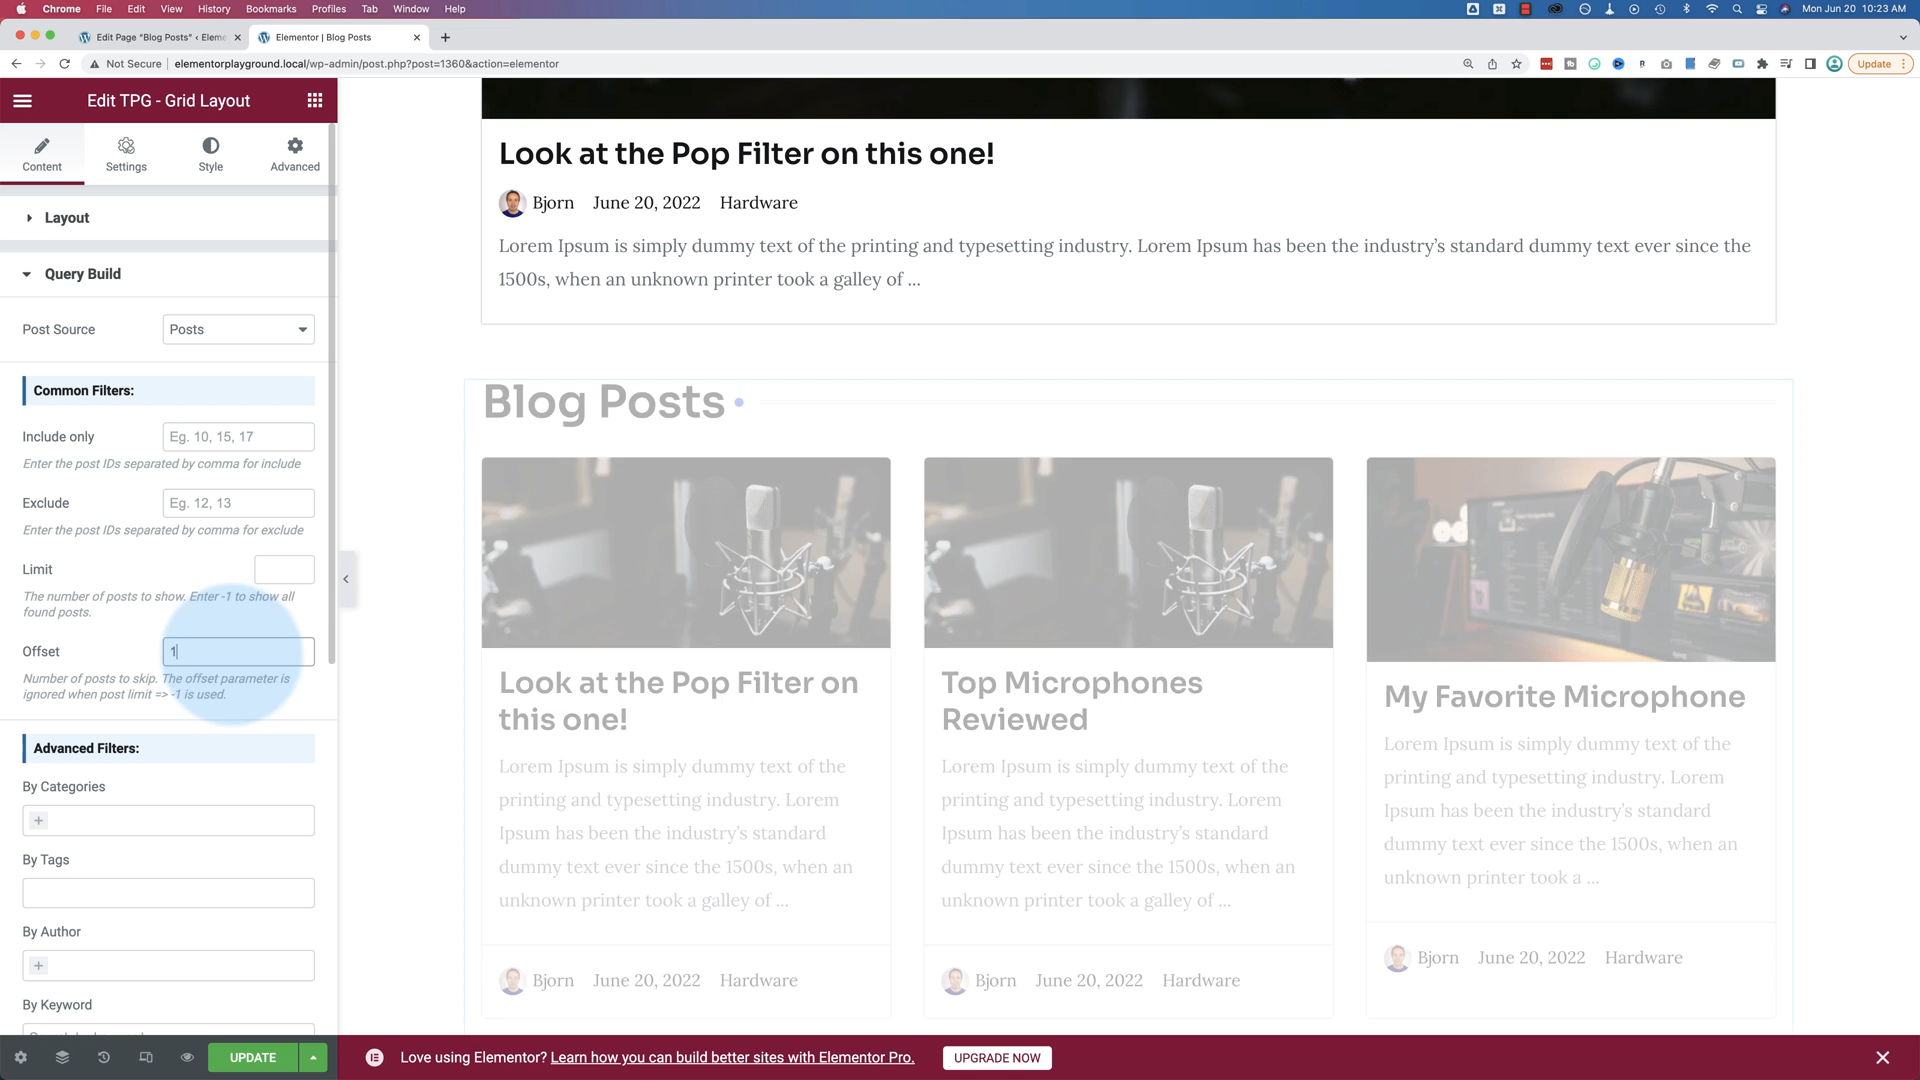 Chrome File Edit View History Bookmarks Profiles Tab Window Help
Mon Jun 20 10:23 AM
Edit Page "Blog Posts" ‹ Eleme
Elementor | Blog Posts
Not Secure
elementorplayground.local/wp-admin/post.php?post=1360&action=elementor
Update
Edit TPG - Grid Layout
Content
Settings
Style
Advanced
Layout
Query Build
Post Source
Posts
Common Filters:
Include only
Eg. 10, 15, 17
Enter the post IDs separated by comma for include
Exclude
Eg. 12, 13
Enter the post IDs separated by comma for exclude
Limit
The number of posts to show. Enter -1 to show all
found posts.
Offset
1
Number of posts to skip. The offset parameter is
ignored when post limit => -1 is used.
Advanced Filters:
By Categories
+
By Tags
By Author
+
By Keyword
UPDATE
Look at the Pop Filter on this one!
Bjorn June 20, 2022 Hardware
Lorem Ipsum is simply dummy text of the printing and typesetting industry. Lorem Ipsum has been the industry's standard dummy text ever since the
1500s, when an unknown printer took a galley of ...
Blog Posts
Look at the Pop Filter on
this one!
Lorem Ipsum is simply dummy text of the
printing and typesetting industry. Lorem
Ipsum has been the industry's standard
dummy text ever since the 1500s, when an
unknown printer took a galley of ...
Bjorn June 20, 2022 Hardware
Top Microphones
Reviewed
Lorem Ipsum is simply dummy text of the
printing and typesetting industry. Lorem
Ipsum has been the industry's standard
dummy text ever since the 1500s, when an
unknown printer took a galley of ...
Bjorn June 20, 2022 Hardware
My Favorite Microphone
Lorem Ipsum is simply dummy text of the
printing and typesetting industry. Lorem
Ipsum has been the industry's standard
dummy text ever since the 1500s, when an
unknown printer took a ...
Bjorn June 20, 2022 Hardware
Love using Elementor? Learn how you can build better sites with Elementor Pro.
UPGRADE NOW